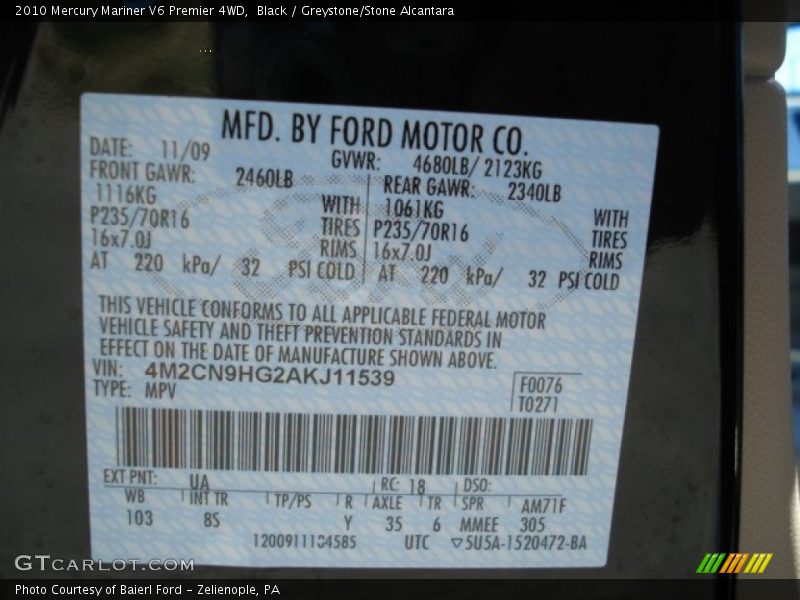 2010 Mercury Mariner V6 Premier 4WD, Black / Greystone/Stone Alcantara
MFD. BY FORD MOTOR CO.
DATE: 11/09 GVWR: 4680LB/ 2123KG
FRONT GAWR: 2460LB REAR GAWR: 2340LB
1116KG WITH 1061KG WITH
P235/70R16 TIRES P235/70R16 TIRES
16x7.0J RIMS 16x7.0J RIMS
AT 220 kPa/ 32 PSI COLD AT 220 kPa/ 32 PSI COLD
THIS VEHICLE CONFORMS TO ALL APPLICABLE FEDERAL MOTOR
VEHICLE SAFETY AND THEFT PREVENTION STANDARDS IN
EFFECT ON THE DATE OF MANUFACTURE SHOWN ABOVE.
VIN: 4M2CN9HG2AKJ11539 F0076
TYPE: MPV T0271
EXT PNT: UA RC: 18 DSO:
WB INT TR TP/PS R AXLE TR SPR AM71F
103 8S Y 35 6 MMEE 305
UTC ▽5U5A-1520472-BA
GTCARLOT.COM
Photo Courtesy of Baierl Ford - Zelienople, PA